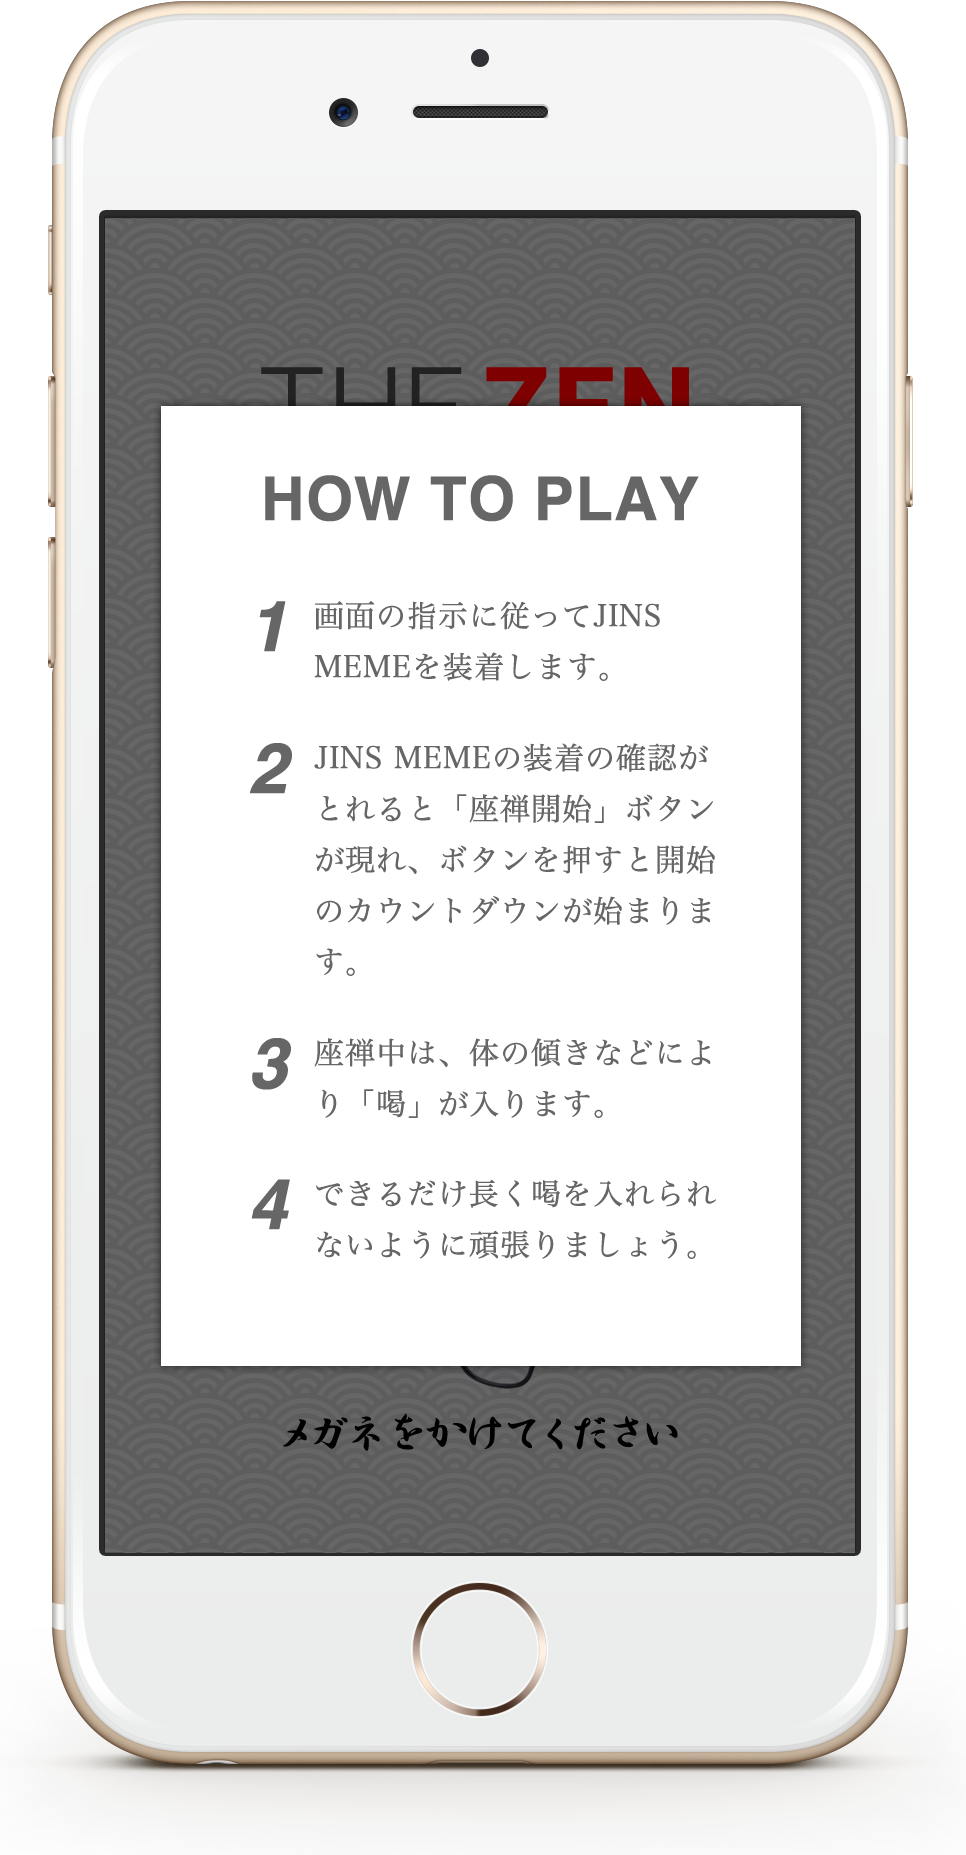 THE ZEN
HOW TO PLAY
1 画面の指示に従ってJINS
MEMEを装着します。
2 JINS MEMEの装着の確認が
とれると「座禅開始」ボタン
が現れ、ボタンを押すと開始
のカウントダウンが始まりま
す。
3 座禅中は、体の傾きなどによ
り「喝」が入ります。
4 できるだけ長く喝を入れられ
ないように頑張りましょう。
メガネをかけてください